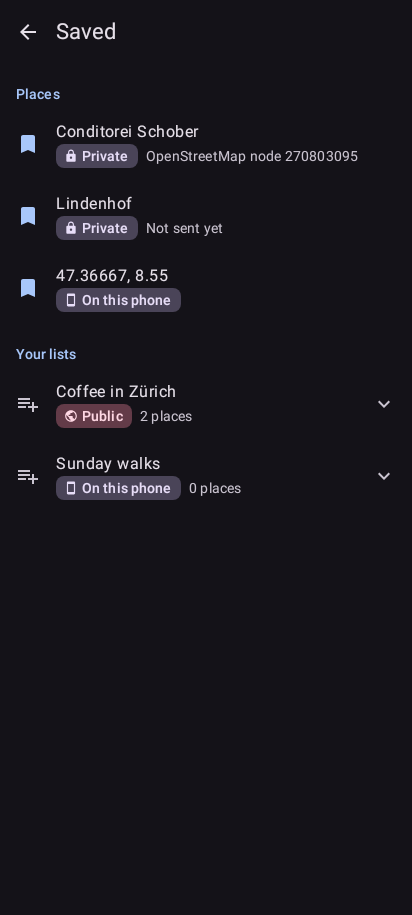 Saved
Places
Conditorei Schober
Private OpenStreetMap node 270803095
Lindenhof
Private Not sent yet
47.36667, 8.55
On this phone
Your lists
Coffee in Zürich
Public 2 places
Sunday walks
On this phone 0 places